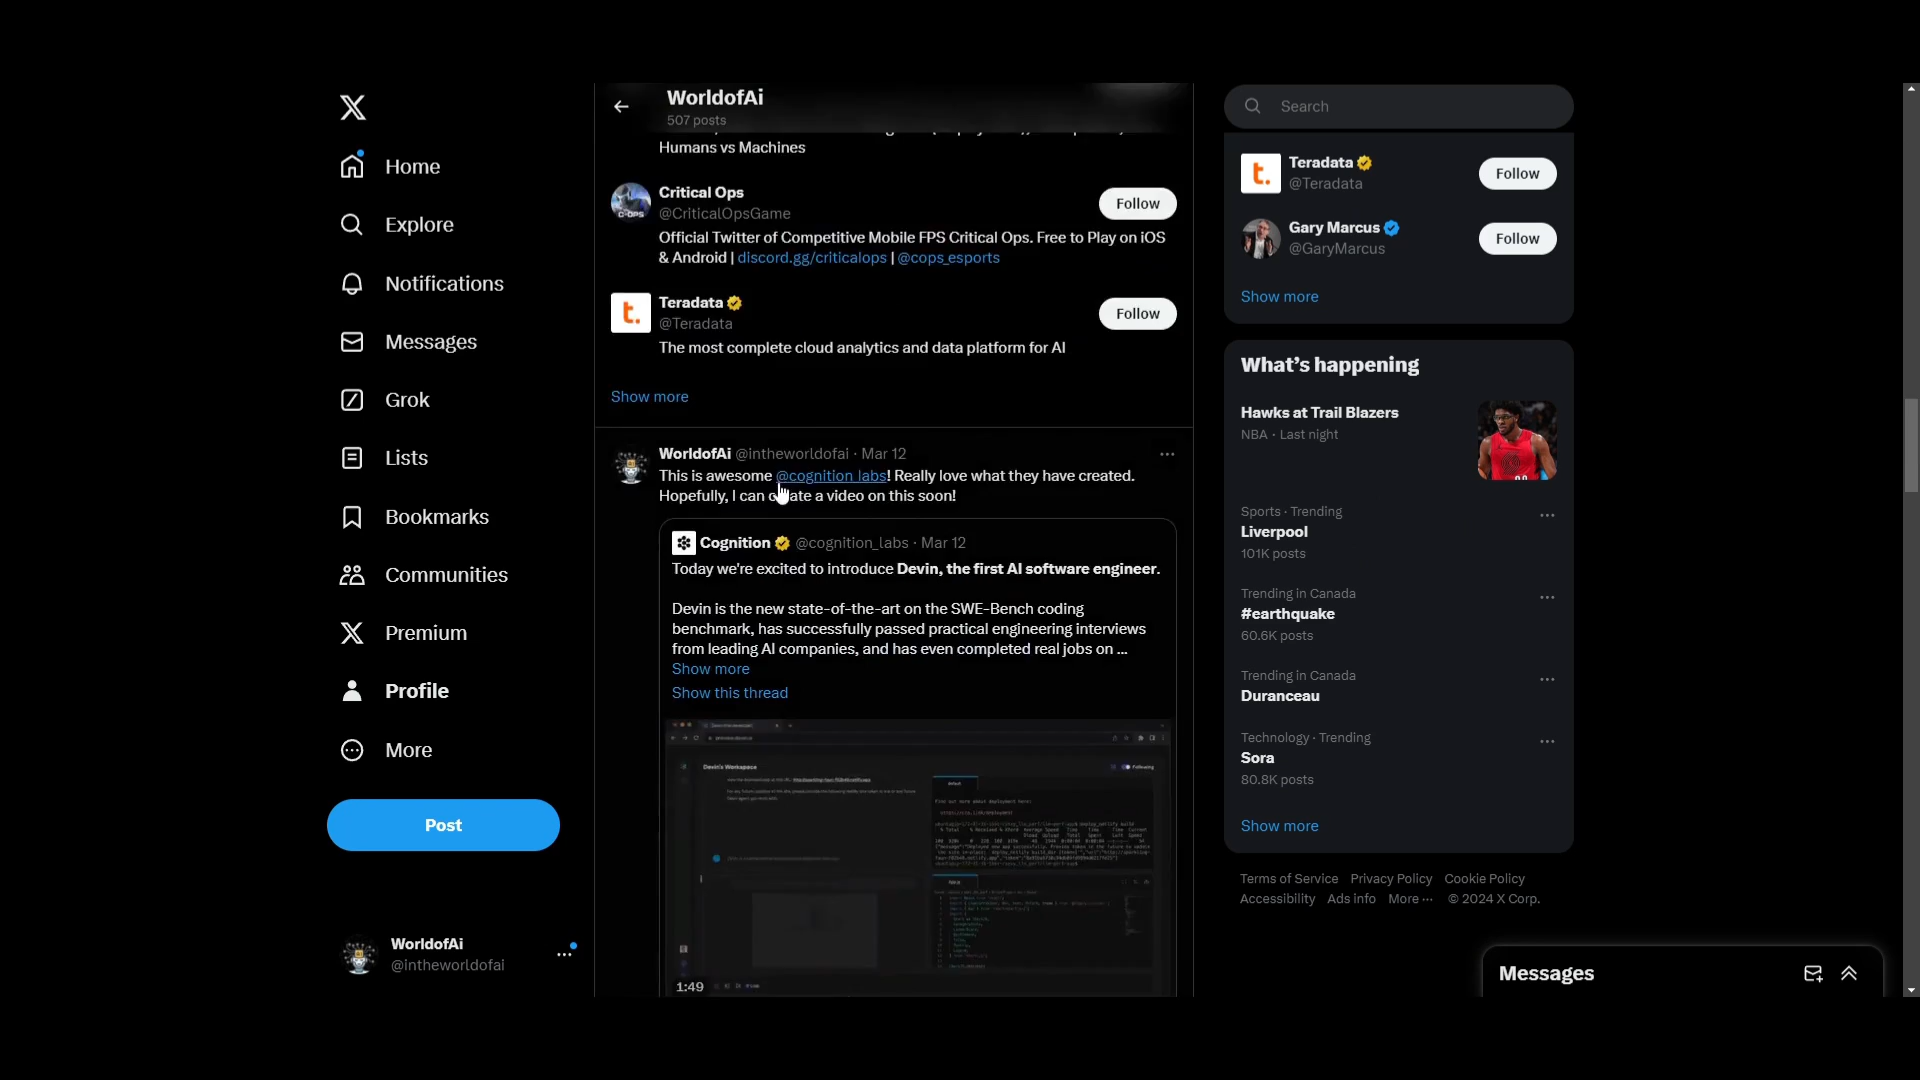 Home
Explore
Notifications
Messages
Grok
Lists
Bookmarks
Communities
Premium
Profile
More
Post
WorldofAi
@intheworldofai
WorldofAi
507 posts
Humans vs Machines
Critical Ops
@CriticalOpsGame
Follow
Official Twitter of Competitive Mobile FPS Critical Ops. Free to Play on iOS
& Android | discord.gg/criticalops | @cops_esports
Teradata
@Teradata
Follow
The most complete cloud analytics and data platform for AI
Show more
WorldofAi @intheworldofai · Mar 12
This is awesome @cognition_labs! Really love what they have created.
Hopefully, I can create a video on this soon!
Cognition @cognition_labs · Mar 12
Today we're excited to introduce Devin, the first AI software engineer.
Devin is the new state-of-the-art on the SWE-Bench coding
benchmark, has successfully passed practical engineering interviews
from leading AI companies, and has even completed real jobs on ...
Show more
Show this thread
Devin's Workspace
Following
1:49
Search
Teradata
@Teradata
Follow
Gary Marcus
@GaryMarcus
Follow
Show more
What's happening
Hawks at Trail Blazers
NBA · Last night
Sports · Trending
Liverpool
101K posts
Trending in Canada
#earthquake
60.6K posts
Trending in Canada
Duranceau
Technology · Trending
Sora
80.8K posts
Show more
Terms of Service Privacy Policy Cookie Policy
Accessibility Ads info More ··· © 2024 X Corp.
Messages